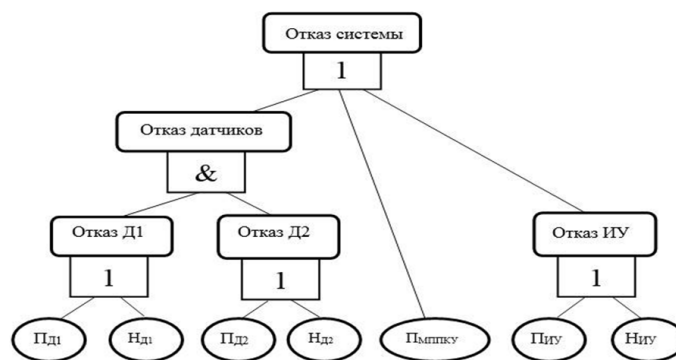 Отказ системы
1
Отказ датчиков
&
Отказ Д1
Отказ Д2
Отказ ИУ
1
1
1
ПД1
НД1
ПД2
НД2
ПМППКУ
ПИУ
НИУ